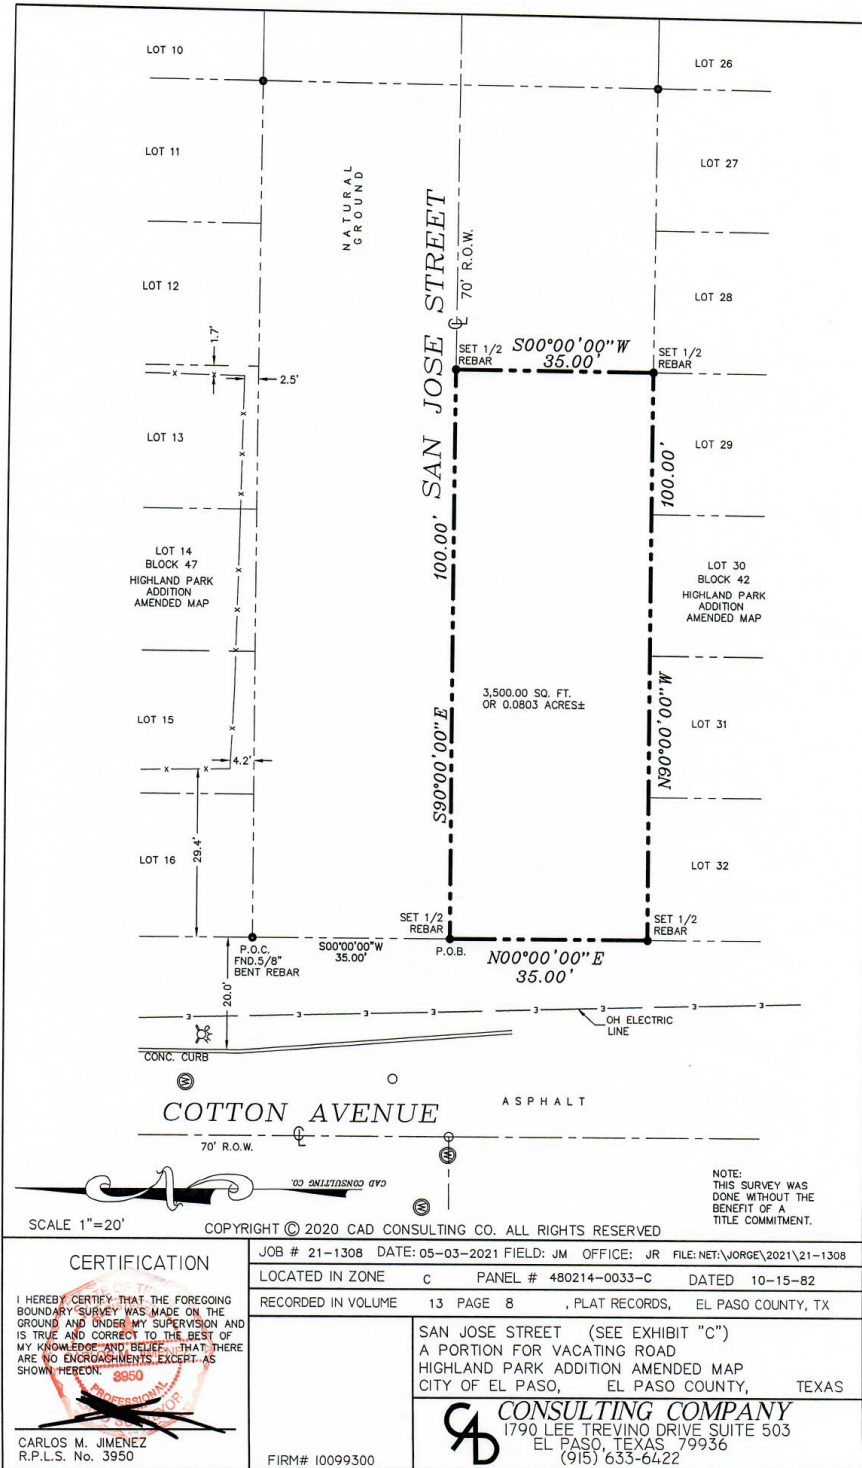 LOT 10
LOT 26
LOT 11
LOT 27
NATURAL
GROUND
LOT 12
LOT 28
SAN JOSE STREET
70' R.O.W.
1.7'
2.5'
SET 1/2
REBAR
S00°00'00"W
35.00'
SET 1/2
REBAR
LOT 13
LOT 29
100.00'
100.00'
LOT 14
BLOCK 47
HIGHLAND PARK
ADDITION
AMENDED MAP
LOT 30
BLOCK 42
HIGHLAND PARK
ADDITION
AMENDED MAP
3,500.00 SQ. FT.
OR 0.0803 ACRES±
LOT 15
LOT 31
4.2'
S90°00'00"E
N90°00'00"W
29.4'
LOT 16
LOT 32
SET 1/2
REBAR
SET 1/2
REBAR
P.O.C.
FND.5/8"
BENT REBAR
S00°00'00"W
35.00'
P.O.B.
N00°00'00"E
35.00'
20.0'
OH ELECTRIC
LINE
CONC. CURB
COTTON AVENUE
ASPHALT
70' R.O.W.
CAD CONSULTING CO.
NOTE:
THIS SURVEY WAS
DONE WITHOUT THE
BENEFIT OF A
TITLE COMMITMENT.
SCALE 1"=20'
COPYRIGHT © 2020 CAD CONSULTING CO. ALL RIGHTS RESERVED
CERTIFICATION
I HEREBY CERTIFY THAT THE FOREGOING
BOUNDARY SURVEY WAS MADE ON THE
GROUND AND UNDER MY SUPERVISION AND
IS TRUE AND CORRECT TO THE BEST OF
MY KNOWLEDGE AND BELIEF. THAT THERE
ARE NO ENCROACHMENTS EXCEPT AS
SHOWN HEREON.
3950
PROFESSIONAL
CARLOS M. JIMENEZ
R.P.L.S. No. 3950
JOB # 21-1308 DATE: 05-03-2021 FIELD: JM OFFICE: JR FILE: NET:\JORGE\2021\21-1308
LOCATED IN ZONE C PANEL # 480214-0033-C DATED 10-15-82
RECORDED IN VOLUME 13 PAGE 8 , PLAT RECORDS, EL PASO COUNTY, TX
FIRM# 10099300
SAN JOSE STREET (SEE EXHIBIT "C")
A PORTION FOR VACATING ROAD
HIGHLAND PARK ADDITION AMENDED MAP
CITY OF EL PASO, EL PASO COUNTY, TEXAS
CAD CONSULTING COMPANY
1790 LEE TREVINO DRIVE SUITE 503
EL PASO, TEXAS 79936
(915) 633-6422